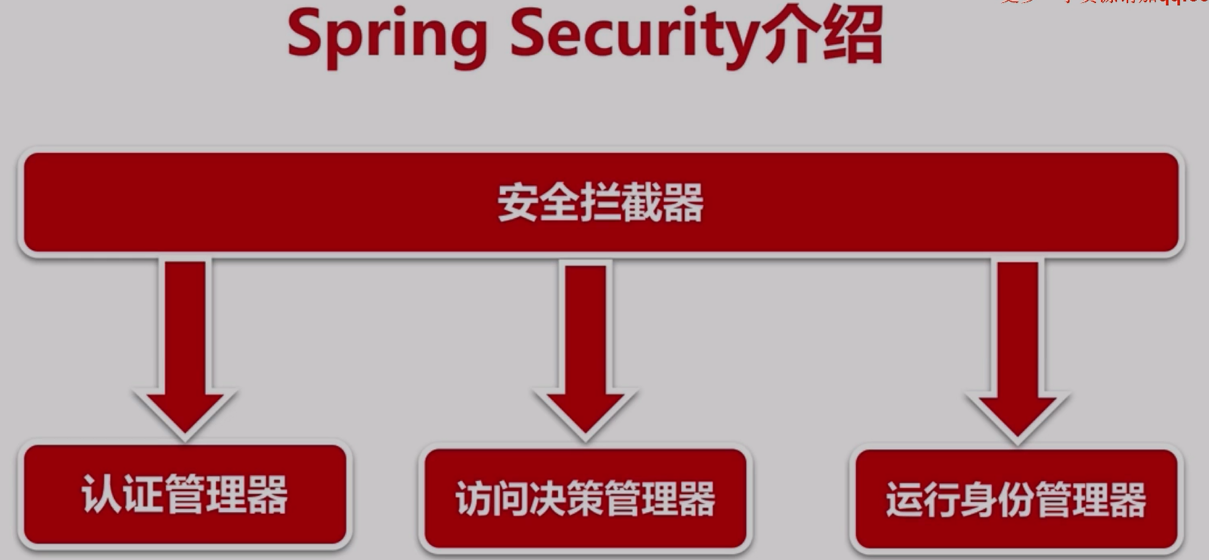 Spring Security介绍
安全拦截器
认证管理器
访问决策管理器
运行身份管理器